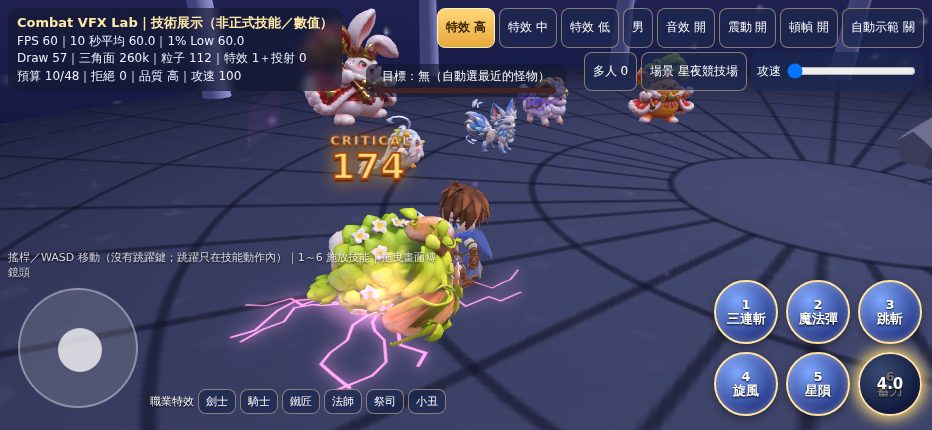 Combat VFX Lab｜技術展示（非正式技能／數值）
FPS 60｜10 秒平均 60.0｜1% Low 60.0
Draw 57｜三角面 260k｜粒子 112｜特效 1＋投射 0
預算 10/48｜拒絕 0｜品質 高｜攻速 100
特效 高
特效 中
特效 低
男
音效 開
震動 開
頓幀 開
自動示範 關
多人 0
場景 星夜競技場
攻速
目標：無（自動選最近的怪物）
CRITICAL
174
搖桿／WASD 移動（沒有跳躍鍵；跳躍只在技能動作內）｜1～6 施放技能｜拖曳畫面轉
鏡頭
1
三連斬
2
魔法彈
3
跳斬
4
旋風
5
星隕
6
蓄力
4.0
職業特效
劍士
騎士
鐵匠
法師
祭司
小丑